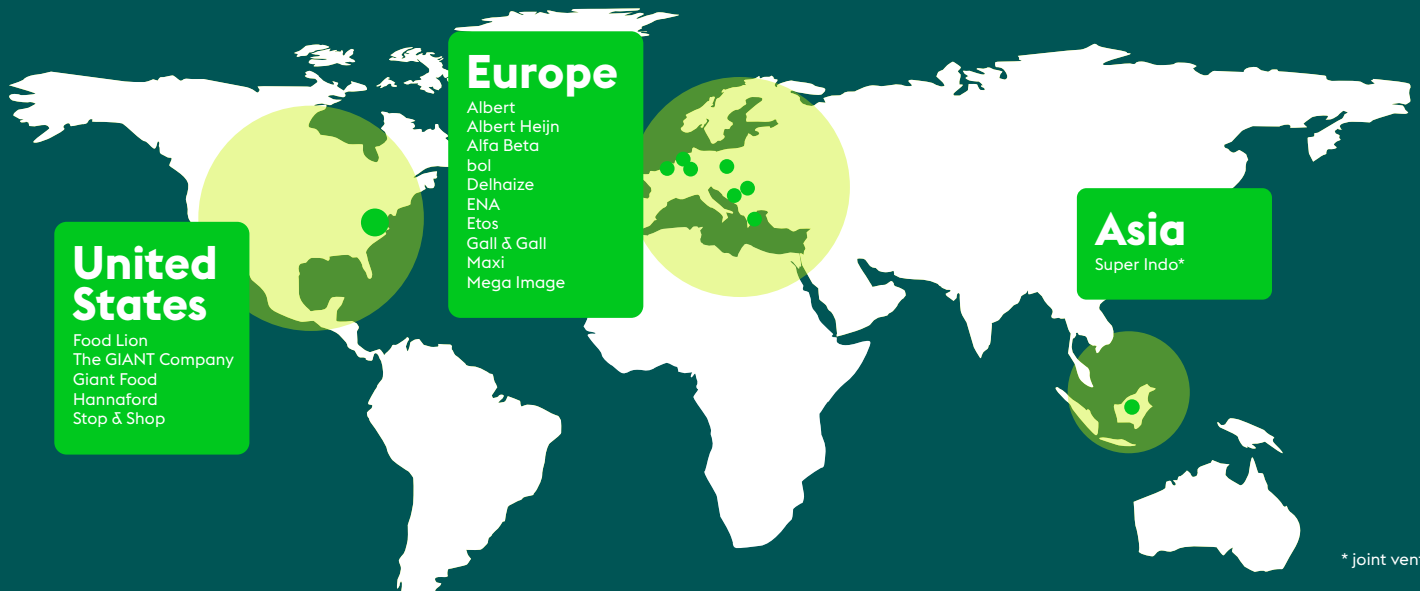 United
States
Food Lion
The GIANT Company
Giant Food
Hannaford
Stop & Shop
Europe
Albert
Albert Heijn
Alfa Beta
bol
Delhaize
ENA
Etos
Gall & Gall
Maxi
Mega Image
Asia
Super Indo*
* joint